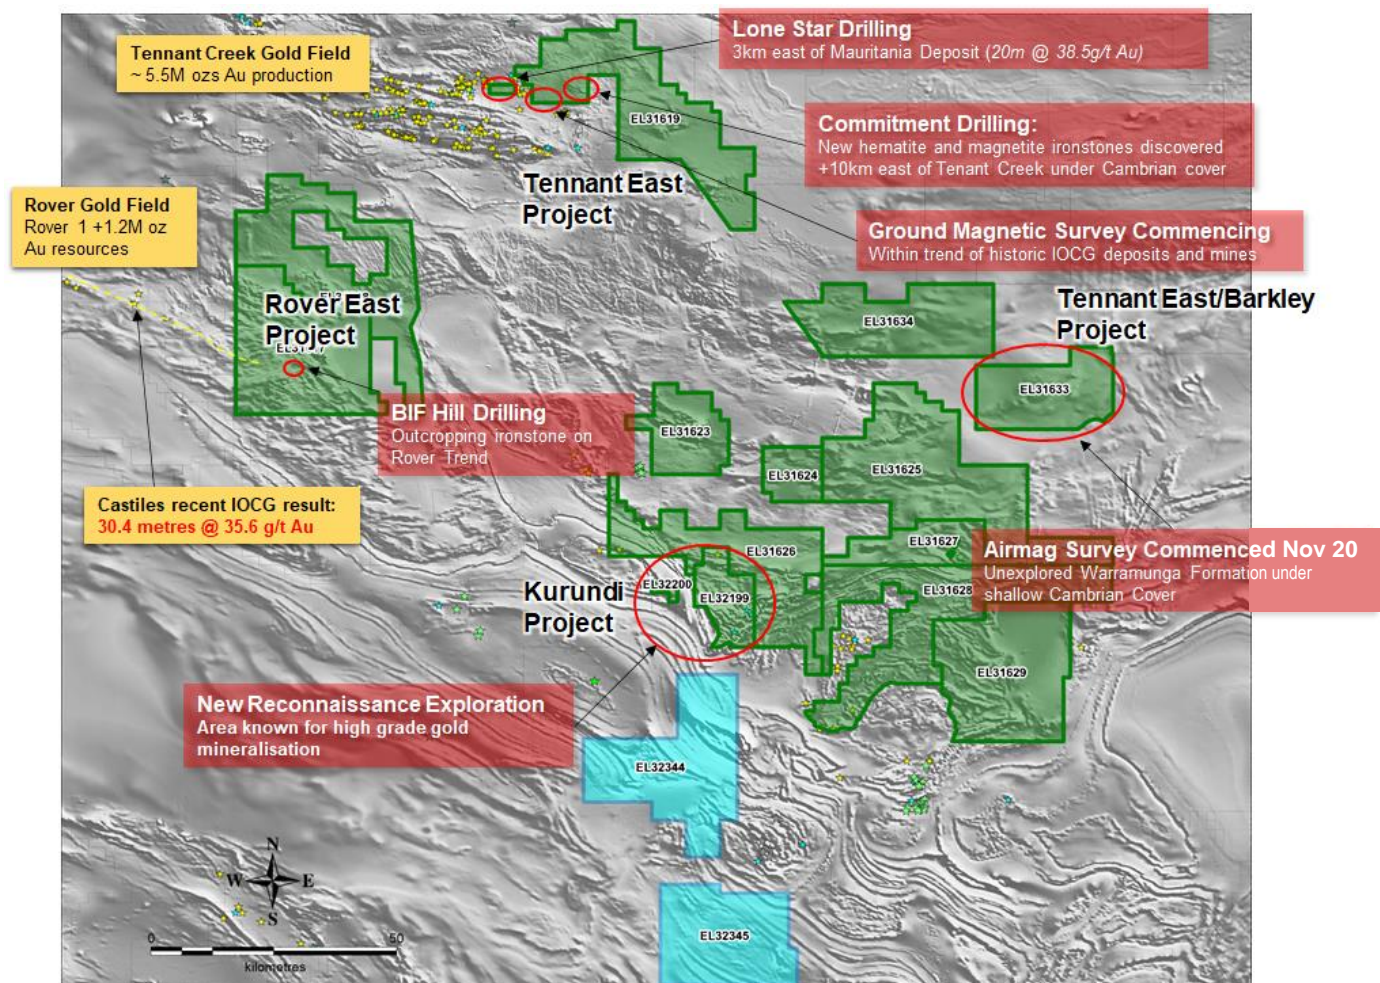 Tennant Creek Gold Field
~ 5.5M ozs Au production
Lone Star Drilling
3km east of Mauritania Deposit (20m @ 38.5g/t Au)
EL31619
Commitment Drilling:
New hematite and magnetite ironstones discovered
+10km east of Tenant Creek under Cambrian cover
Tennant East
Project
Rover Gold Field
Rover 1 +1.2M oz
Au resources
Ground Magnetic Survey Commencing
Within trend of historic IOCG deposits and mines
Rover East
Project
Tennant East/Barkley
Project
EL31634
EL31633
BIF Hill Drilling
Outcropping ironstone on
Rover Trend
EL31623
EL31624
EL31625
Castiles recent IOCG result:
30.4 metres @ 35.6 g/t Au
EL31626
EL31627
Airmag Survey Commenced Nov 20
Unexplored Warramunga Formation under
shallow Cambrian Cover
Kurundi
Project
EL32200
EL32199
EL31628
EL31629
New Reconnaissance Exploration
Area known for high grade gold
mineralisation
EL32344
N
W E
S
0 50
kilometres
EL32345